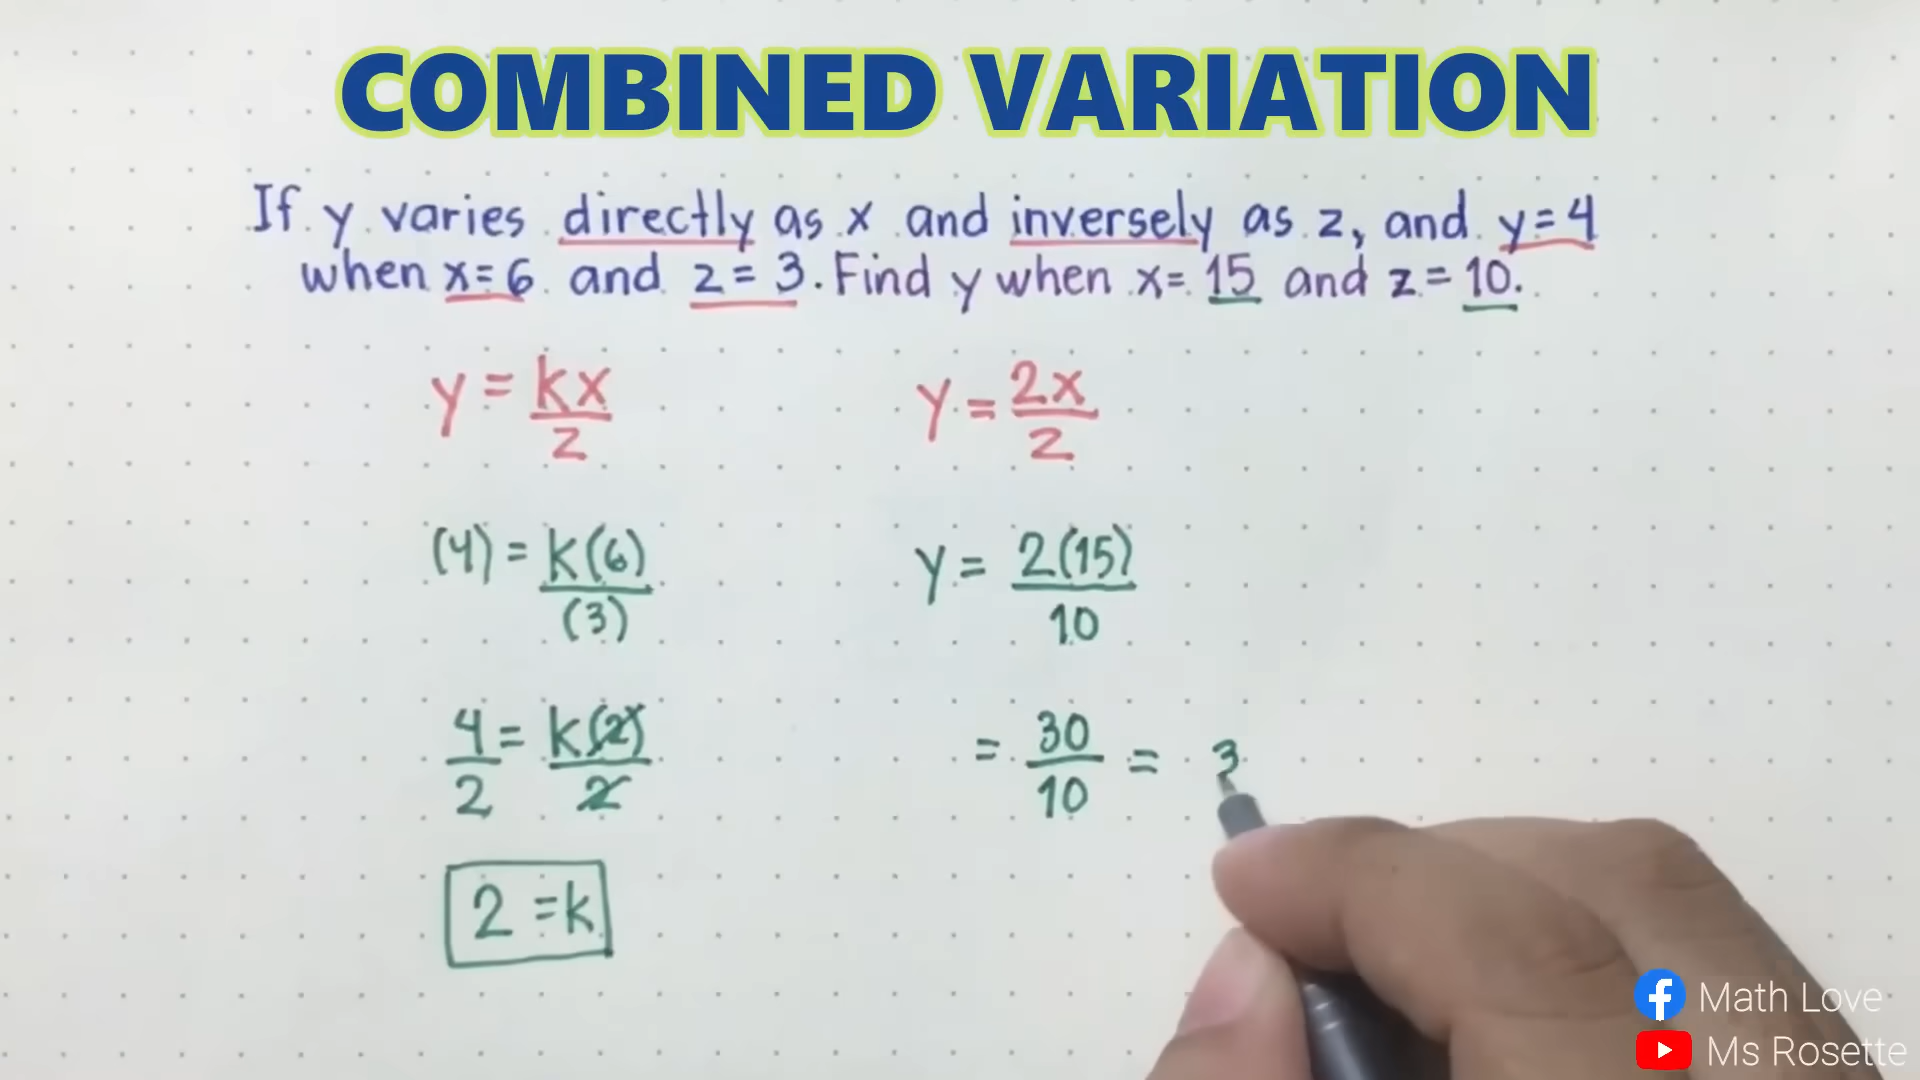 COMBINED VARIATION
If y varies directly as x and inversely as z, and y=4
when x=6 and z=3. Find y when x=15 and z=10.
y = kx/z
(4) = k(6)/(3)
4/2 = k(2)/2
2=k
y = 2x/z
y = 2(15)/10
= 30/10 = 3
Math Love
Ms Rosette